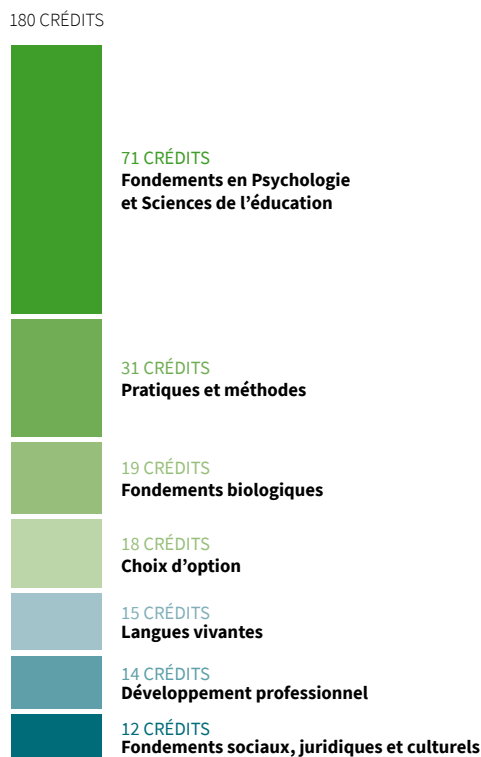 180 CRÉDITS
71 CRÉDITS
Fondements en Psychologie
et Sciences de l’éducation
31 CRÉDITS
Pratiques et méthodes
19 CRÉDITS
Fondements biologiques
18 CRÉDITS
Choix d’option
15 CRÉDITS
Langues vivantes
14 CRÉDITS
Développement professionnel
12 CRÉDITS
Fondements sociaux, juridiques et culturels